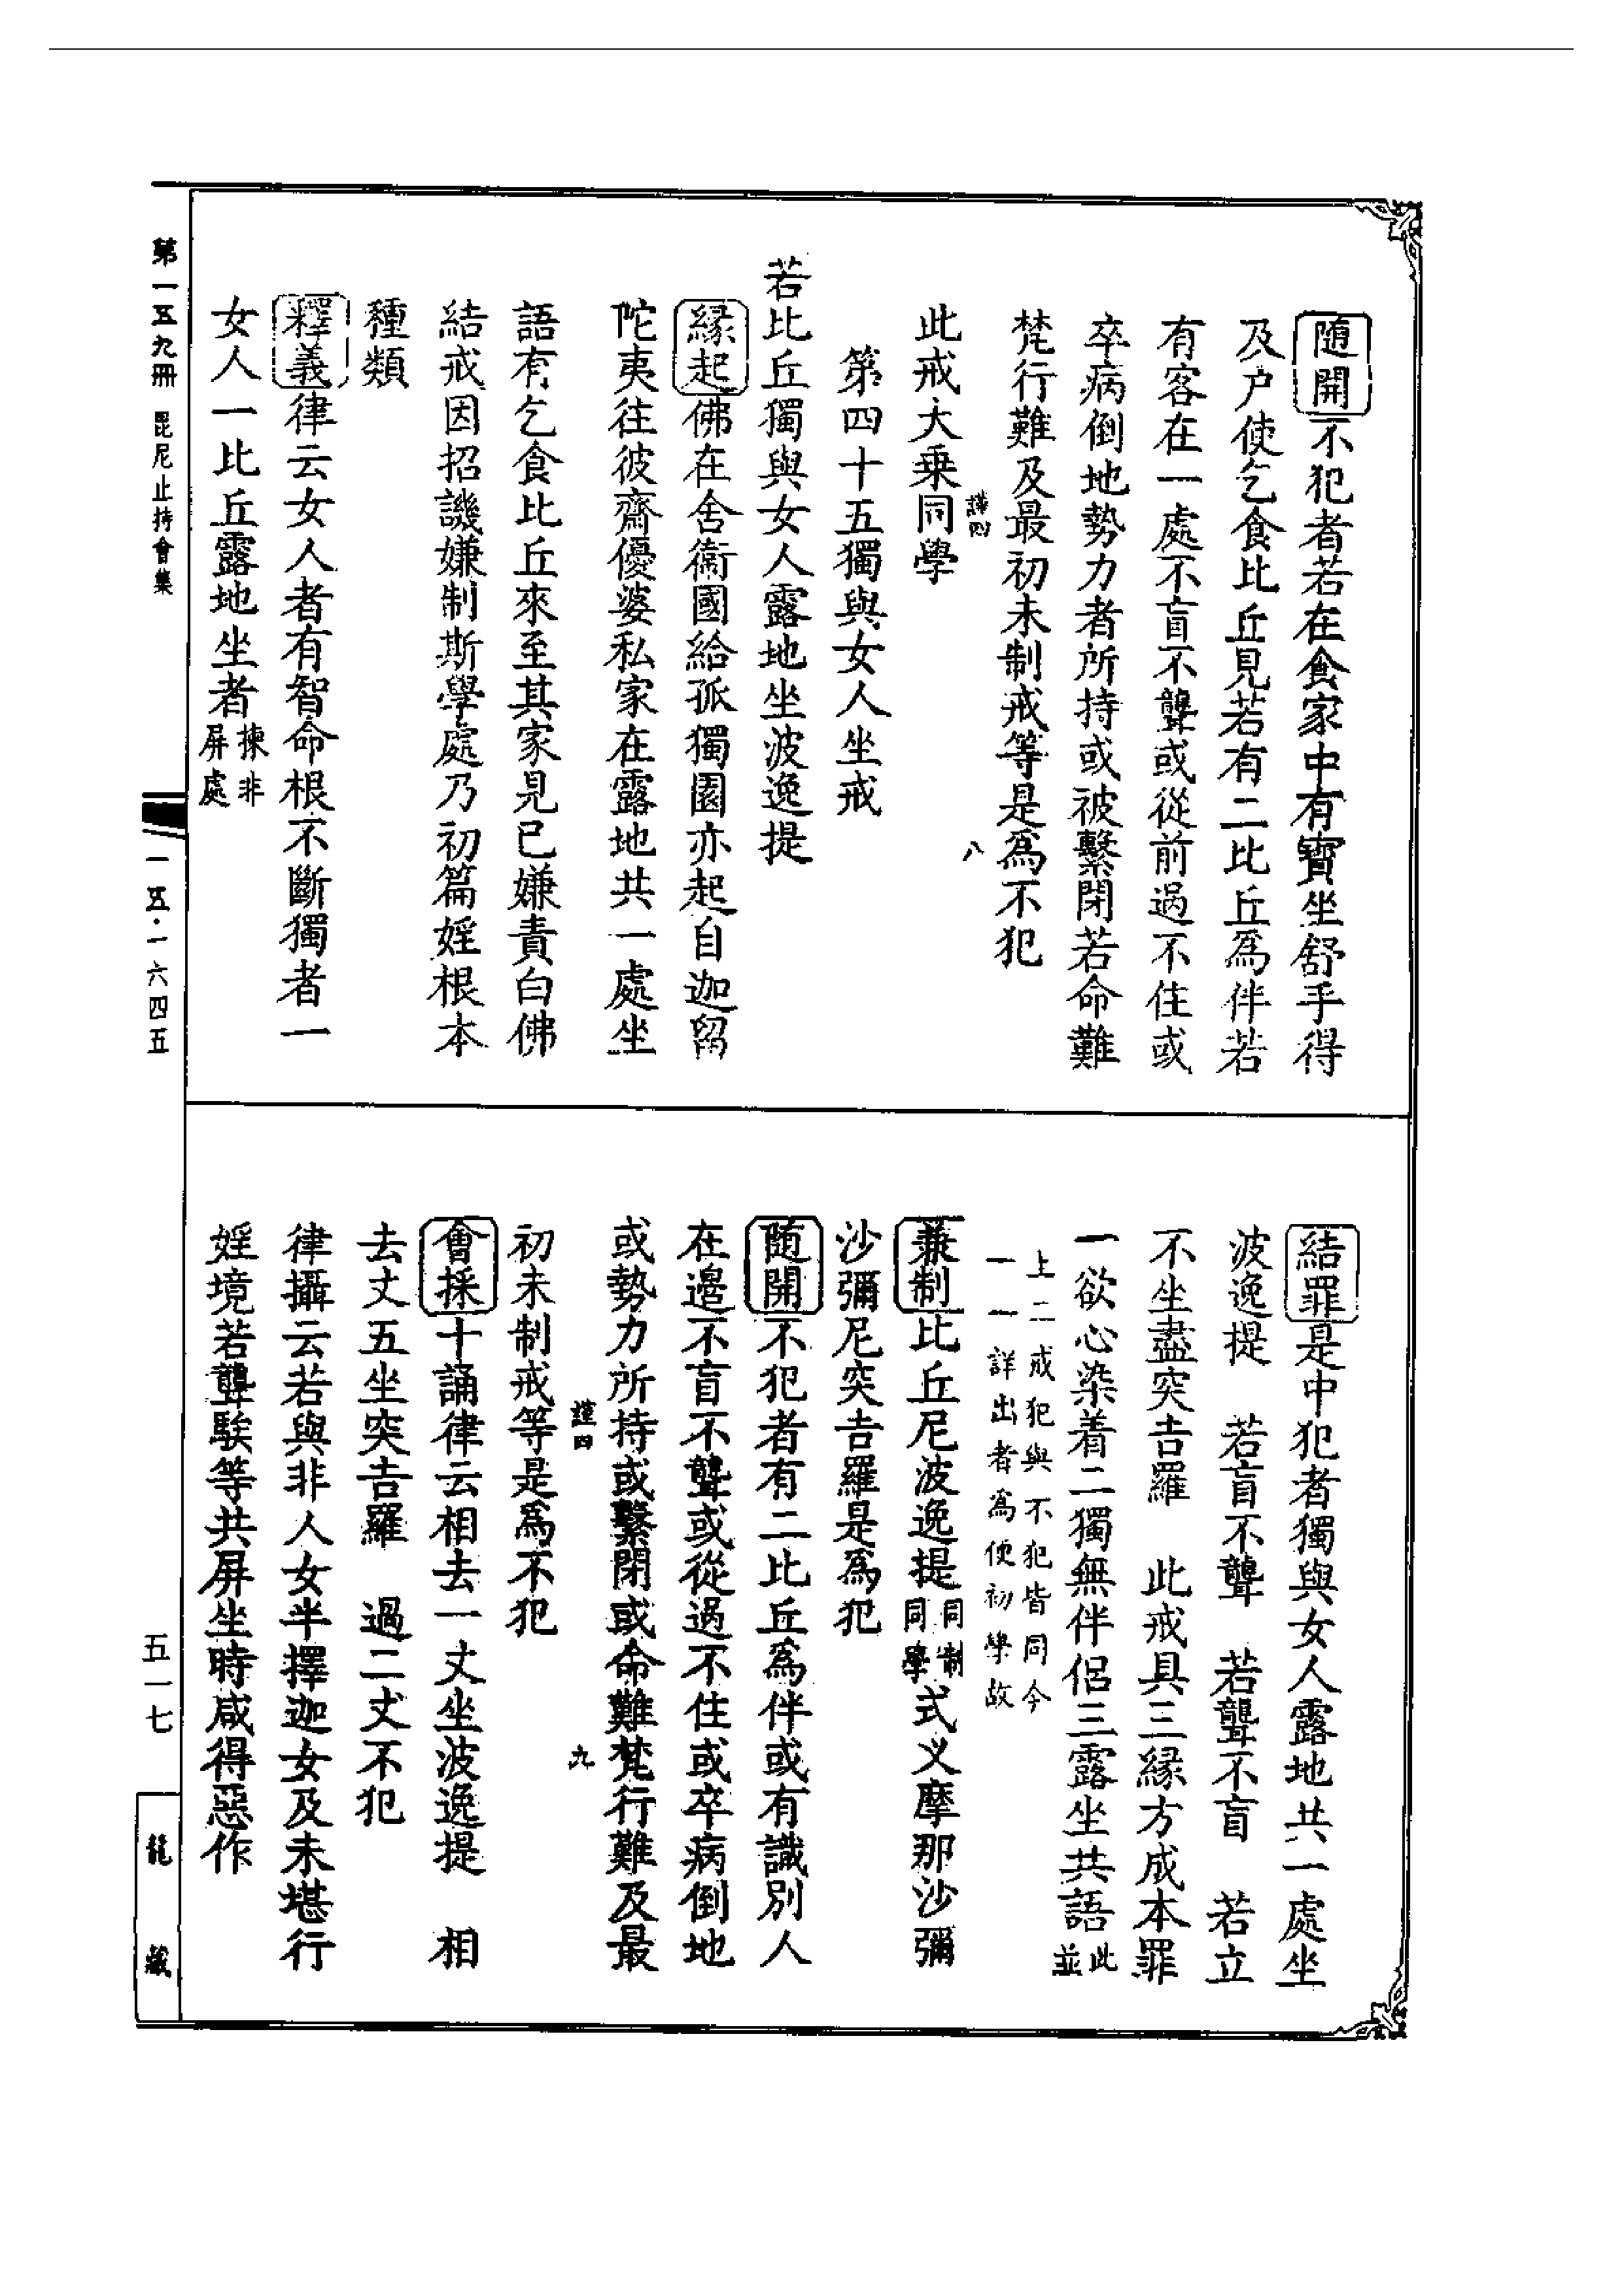 随開不犯者若在食家中有寶坐舒手得
及户使乞食比丘見若有二比丘爲伴若
有客在一處不盲不聾或從前過不住或
卒病倒地勢力者所持或被繫閉若命難
梵行難及最初未制戒等是爲不犯
謹四 八
此戒大乗同學
第四十五獨與女人坐戒
若比丘獨與女人露地坐波逸提
緣起佛在舍衞國給孤獨園亦起自迦留
陀夷往彼齋優婆私家在露地共一處坐
語有乞食比丘來至其家見已嫌責白佛
結戒因招譏嫌制斯學處乃初篇婬根本
種類
釋義律云女人者有智命根不斷獨者一
女人一比丘露地坐者揀非屏處
第一五九冊 毘尼止持會集
一五·一六四五
結罪是中犯者獨與女人露地共一處坐
波逸提 若盲不聾 若聾不盲 若立
不坐盡突吉羅 此戒具三緣方成本罪
一欲心染着二獨無伴侣三露坐共語此並
上二戒犯與不犯皆同今
一一詳出者爲便初學故
兼制比丘尼波逸提同制同學式义摩那沙彌
沙彌尼突吉羅是爲犯
随開不犯者有二比丘爲伴或有識別人
在邊不盲不聾或從過不住或卒病倒地
或勢力所持或繫閉或命難梵行難及最
謹四 九
初未制戒等是爲不犯
會採十誦律云相去一丈坐波逸提 相
去丈五坐突吉羅 過二丈不犯
律攝云若與非人女半擇迦女及未堪行
婬境若聾騃等共屏坐時咸得惡作
五一七
龍藏